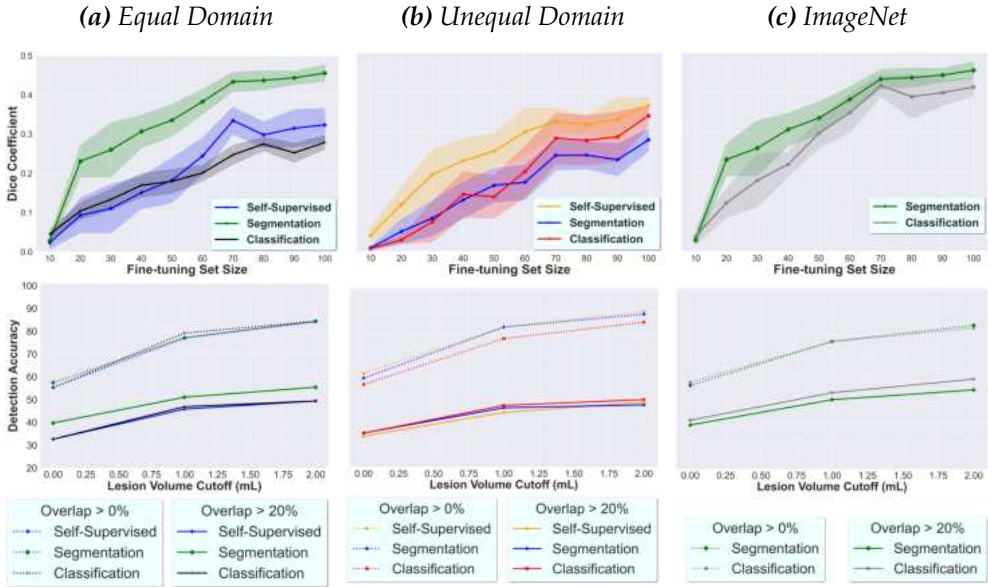 (a) Equal Domain
(b) Unequal Domain
(c) ImageNet
Dice Coefficient
0.5
0.4
0.3
0.2
0.1
0.0
Self-Supervised
Segmentation
Classification
10 20 30 40 50 60 70 80 90 100
Fine-tuning Set Size
Self-Supervised
Segmentation
Classification
10 20 30 40 50 60 70 80 90 100
Fine-tuning Set Size
Segmentation
Classification
10 20 30 40 50 60 70 80 90 100
Fine-tuning Set Size
Detection Accuracy
100
90
80
70
60
50
40
30
20
0.00 0.25 0.50 0.75 1.00 1.25 1.50 1.75 2.00
Lesion Volume Cutoff (mL)
0.00 0.25 0.50 0.75 1.00 1.25 1.50 1.75 2.00
Lesion Volume Cutoff (mL)
0.00 0.25 0.50 0.75 1.00 1.25 1.50 1.75 2.00
Lesion Volume Cutoff (mL)
Overlap > 0%
Self-Supervised
Segmentation
Classification
Overlap > 20%
Self-Supervised
Segmentation
Classification
Overlap > 0%
Self-Supervised
Segmentation
Classification
Overlap > 20%
Self-Supervised
Segmentation
Classification
Overlap > 0%
Segmentation
Classification
Overlap > 20%
Segmentation
Classification